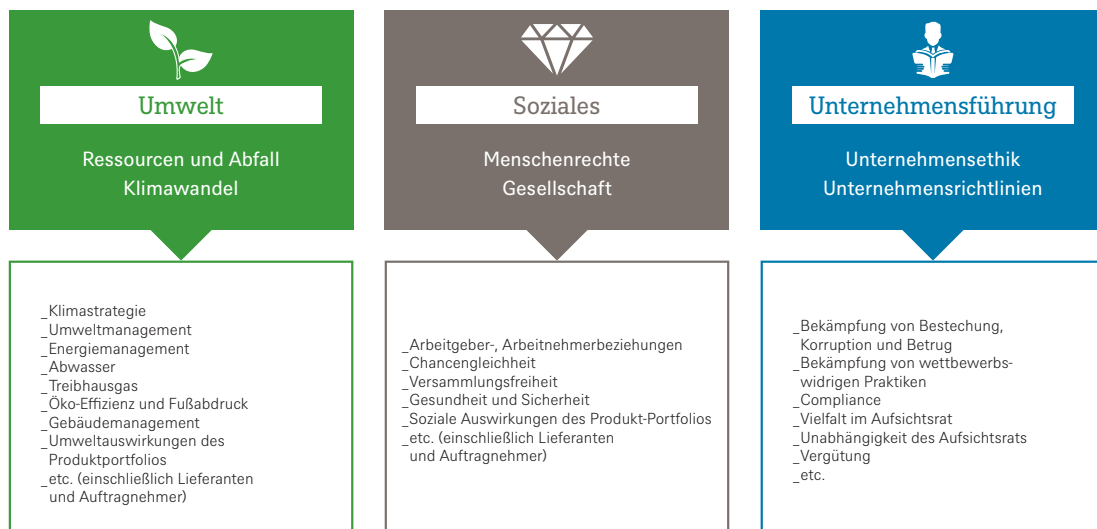 Umwelt
Ressourcen und Abfall
Klimawandel
_Klimastrategie
_Umweltmanagement
_Energiemanagement
_Abwasser
_Treibhausgas
_Öko-Effizienz und Fußabdruck
_Gebäudemanagement
_Umweltauswirkungen des
Produktportfolios
_etc. (einschließlich Lieferanten
und Auftragnehmer)
Soziales
Menschenrechte
Gesellschaft
_Arbeitgeber-, Arbeitnehmerbeziehungen
_Chancengleichheit
_Versammlungsfreiheit
_Gesundheit und Sicherheit
_Soziale Auswirkungen des Produkt-Portfolios
_etc. (einschließlich Lieferanten
und Auftragnehmer)
Unternehmensführung
Unternehmensethik
Unternehmensrichtlinien
_Bekämpfung von Bestechung,
Korruption und Betrug
_Bekämpfung von wettbewerbs-
widrigen Praktiken
_Compliance
_Vielfalt im Aufsichtsrat
_Unabhängigkeit des Aufsichtsrats
_Vergütung
_etc.